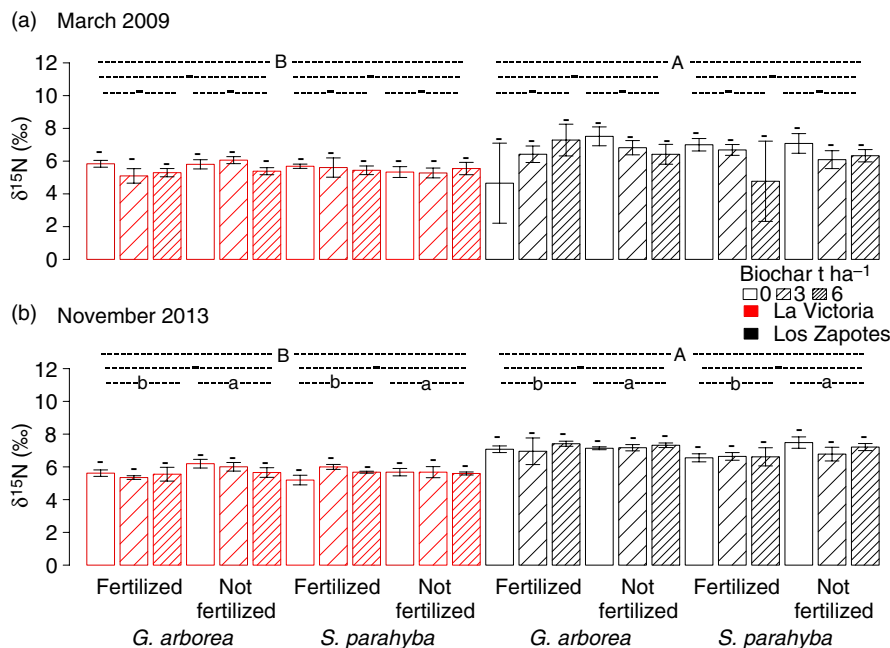 (a) March 2009
B A
12
10
8
6
4
2
0
δ¹⁵N (‰)
Biochar t ha⁻¹
0 3 6
La Victoria
Los Zapotes
(b) November 2013
B A
b a b a b a b a
12
10
8
6
4
2
0
δ¹⁵N (‰)
Fertilized Not fertilized Fertilized Not fertilized Fertilized Not fertilized Fertilized Not fertilized
G. arborea S. parahyba G. arborea S. parahyba